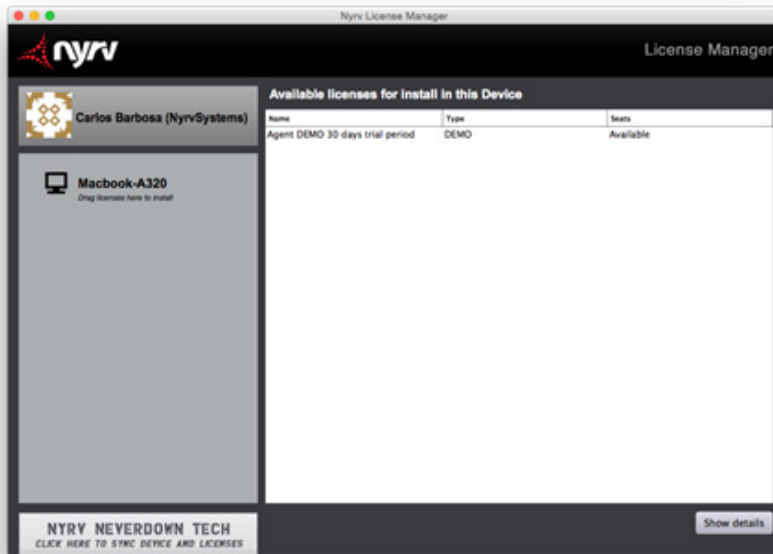 Nyrv License Manager
nyrv
License Manager
Carlos Barbosa (NyrvSystems)
Available licenses for install in this Device
Name Type Seats
Agent DEMO 30 days trial period DEMO Available
Macbook-A320
Drag licenses here to install
NYRV NEVERDOWN TECH
CLICK HERE TO SYNC DEVICE AND LICENSES
Show details